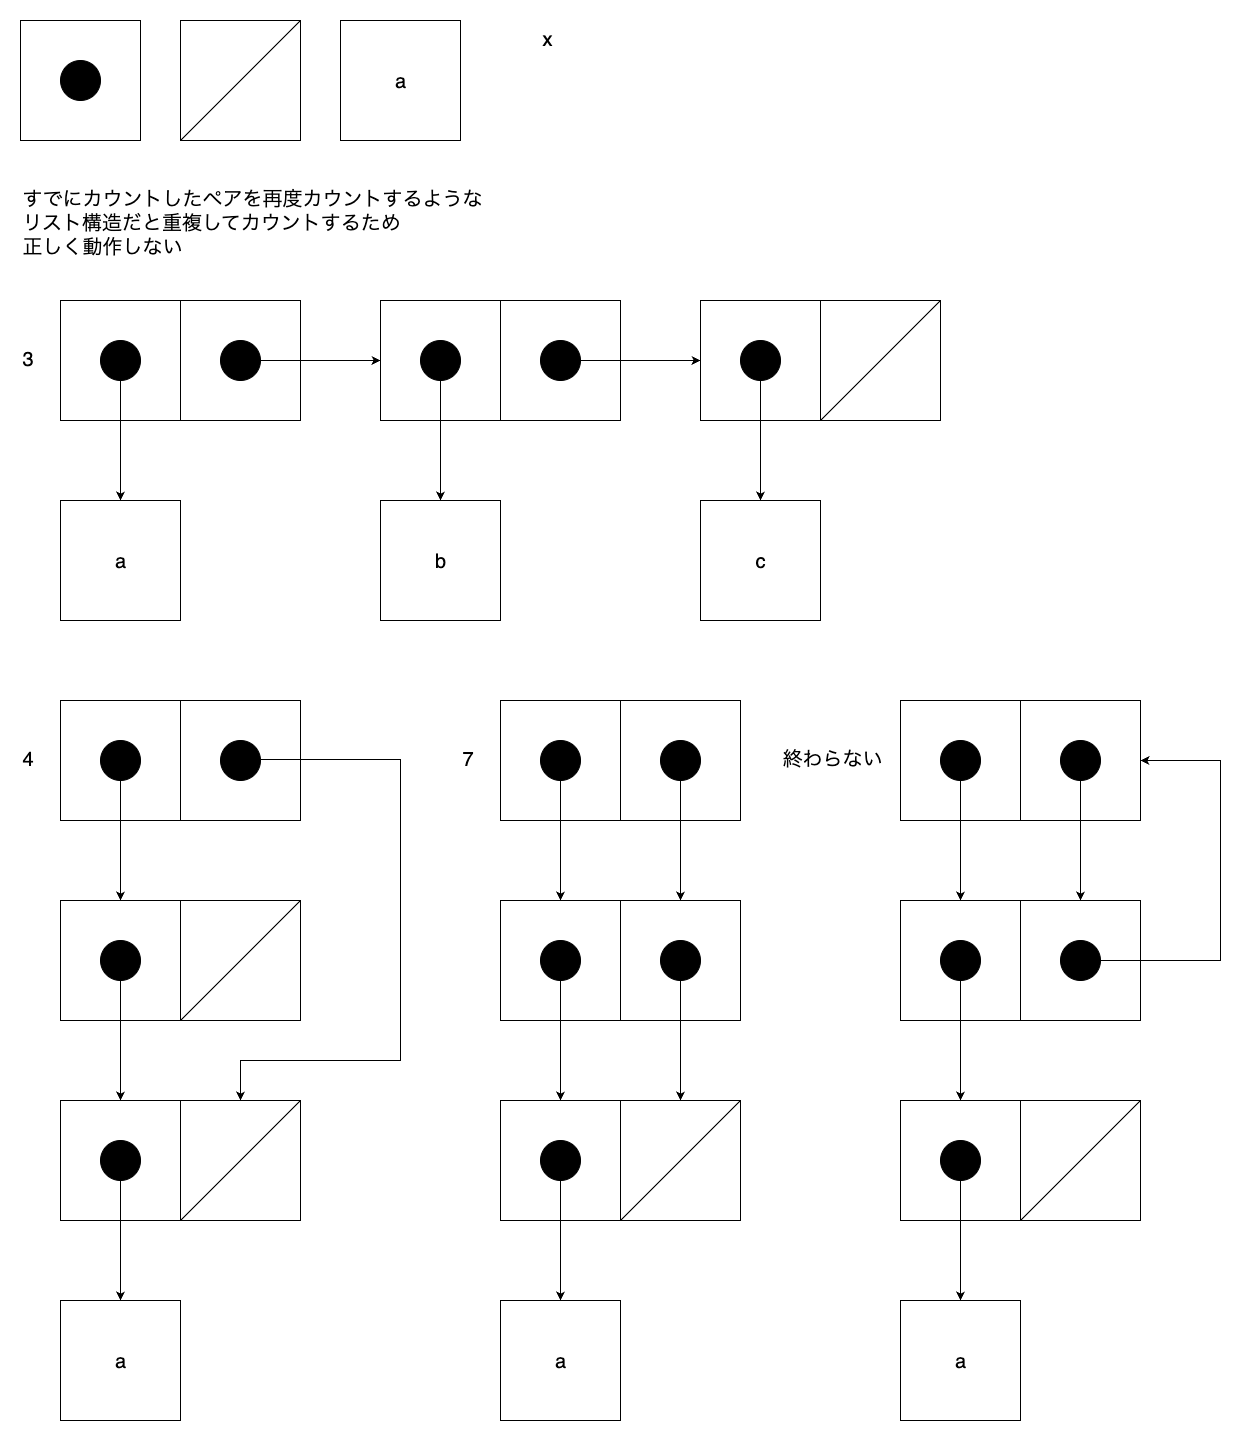 a
x
すでにカウントしたペアを再度カウントするような
リスト構造だと重複してカウントするため
正しく動作しない
3
a
b
c
4
7
終わらない
a
a
a